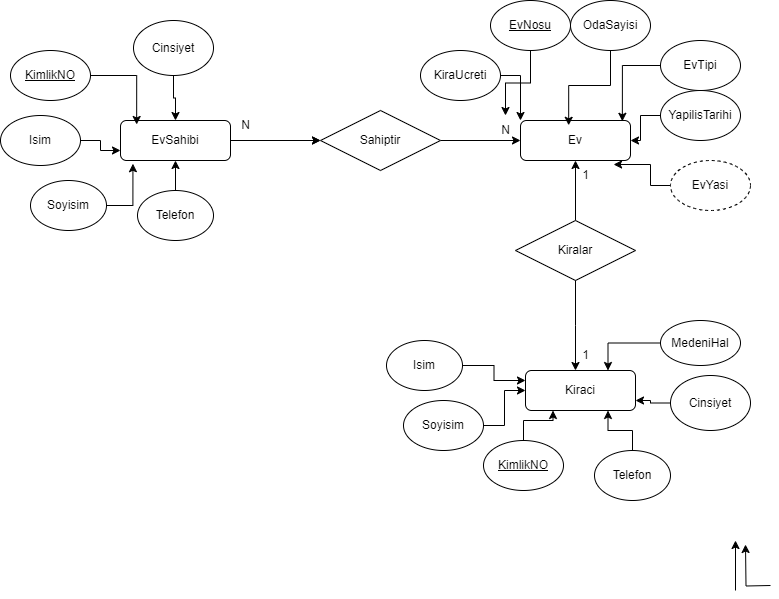 EvNosu
OdaSayisi
Cinsiyet
KimlikNO
KiraUcreti
EvTipi
YapilisTarihi
N
Isim
EvSahibi
Sahiptir
N
Ev
1
EvYasi
Soyisim
Telefon
Kiralar
MedeniHal
1
Isim
Kiraci
Cinsiyet
Soyisim
KimlikNO
Telefon